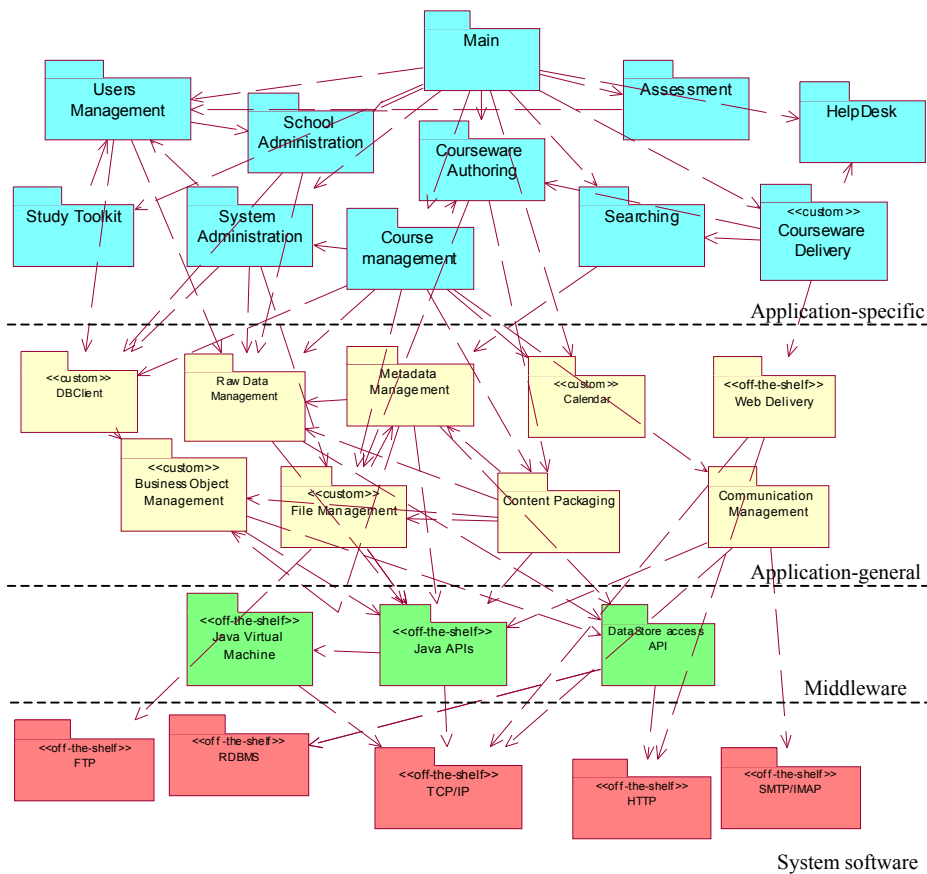 Main
Users
Management
Assessment
School
Administration
HelpDesk
Courseware
Authoring
Study Toolkit
System
Administration
Course
management
Searching
<<custom>>
Courseware
Delivery
Application-specific
<<custom>>
DBClient
Raw Data
Management
Metadata
Management
<<custom>>
Calendar
<<off-the-shelf>>
Web Delivery
<<custom>>
Business Object
Management
<<custom>>
File Management
Content Packaging
Communication
Management
Application-general
<<off-the-shelf>>
Java Virtual
Machine
<<off-the-shelf>>
Java APIs
DataStore access
API
Middleware
<<off-the-shelf>>
FTP
<<off-the-shelf>>
RDBMS
<<off-the-shelf>>
TCP/IP
<<off-the-shelf>>
HTTP
<<off-the-shelf>>
SMTP/IMAP
System software